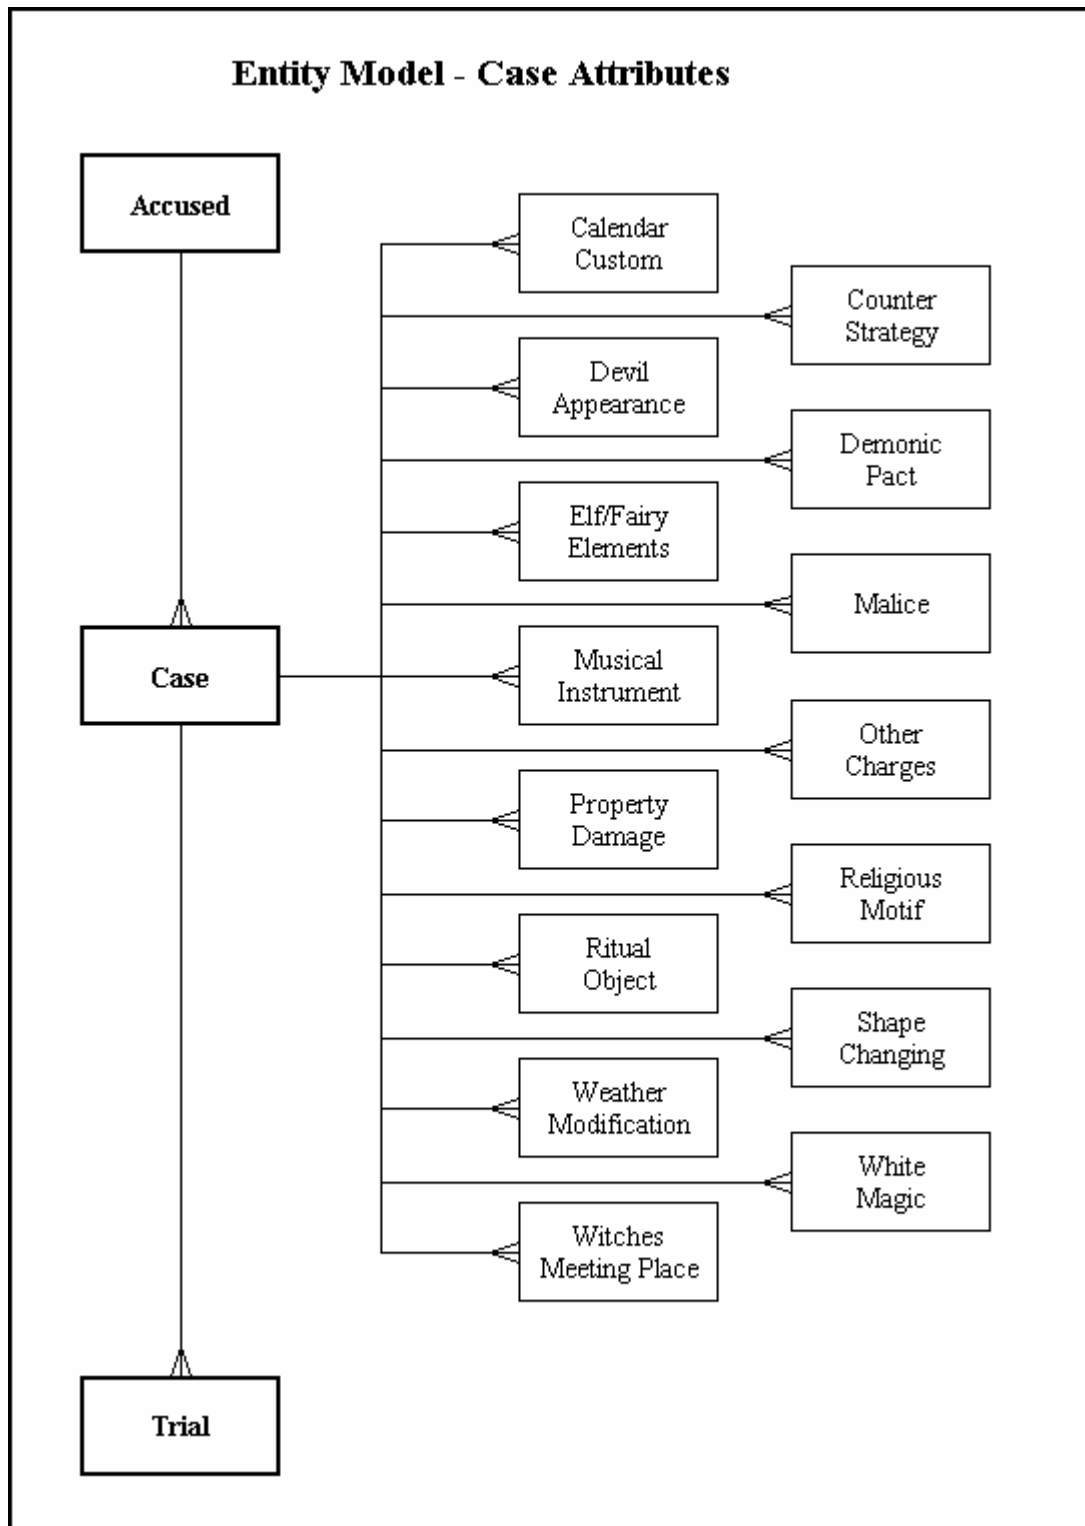 Entity Model - Case Attributes
Accused
Calendar
Custom
Counter
Strategy
Devil
Appearance
Demonic
Pact
Elf/Fairy
Elements
Malice
Case
Musical
Instrument
Other
Charges
Property
Damage
Religious
Motif
Ritual
Object
Shape
Changing
Weather
Modification
White
Magic
Witches
Meeting Place
Trial